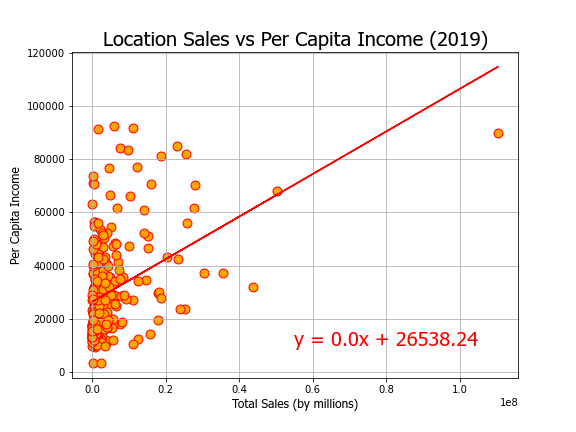 Location Sales vs Per Capita Income (2019)
120000
100000
80000
60000
40000
20000
0
Per Capita Income
y = 0.0x + 26538.24
0.0 0.2 0.4 0.6 0.8 1.0
1e8
Total Sales (by millions)